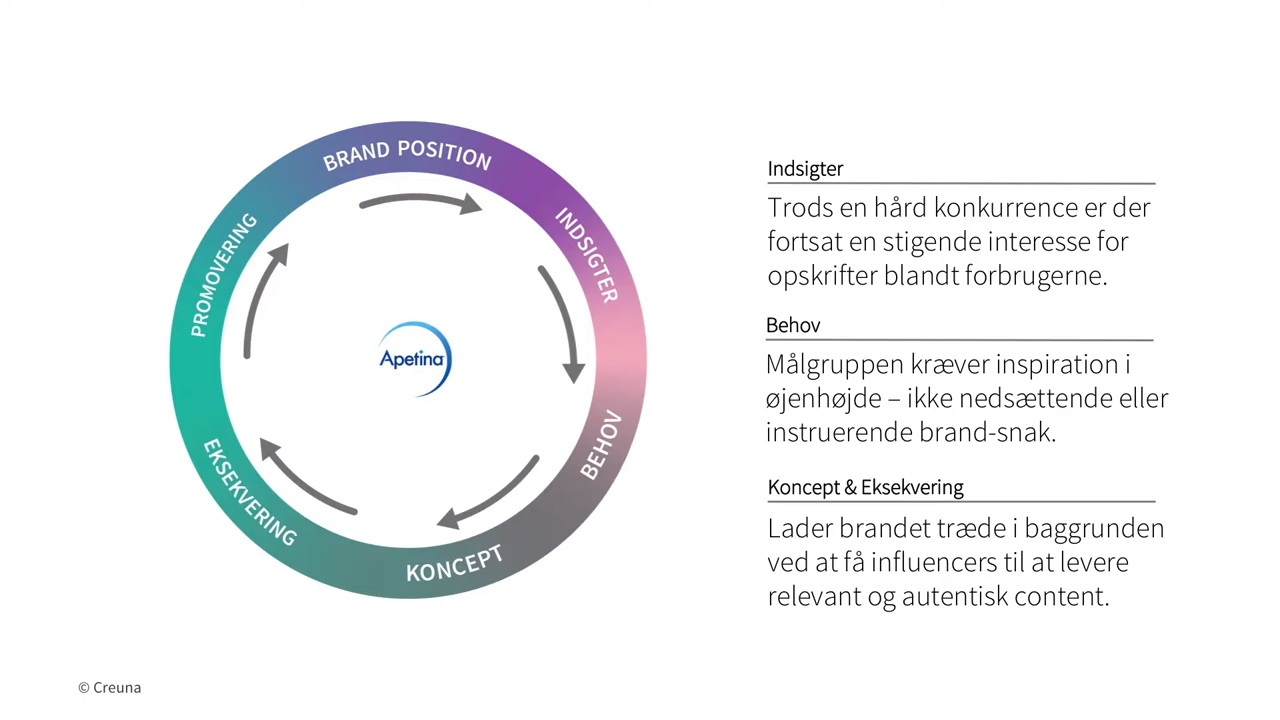 BRAND POSITION
INDSIGTER
BEHOV
KONCEPT
EKSEKVERING
PROMOVERING
Apetina
Indsigter
Trods en hård konkurrence er der
fortsat en stigende interesse for
opskrifter blandt forbrugerne.
Behov
Målgruppen kræver inspiration i
øjenhøjde – ikke nedsættende eller
instruerende brand-snak.
Koncept & Eksekvering
Lader brandet træde i baggrunden
ved at få influencers til at levere
relevant og autentisk content.
© Creuna